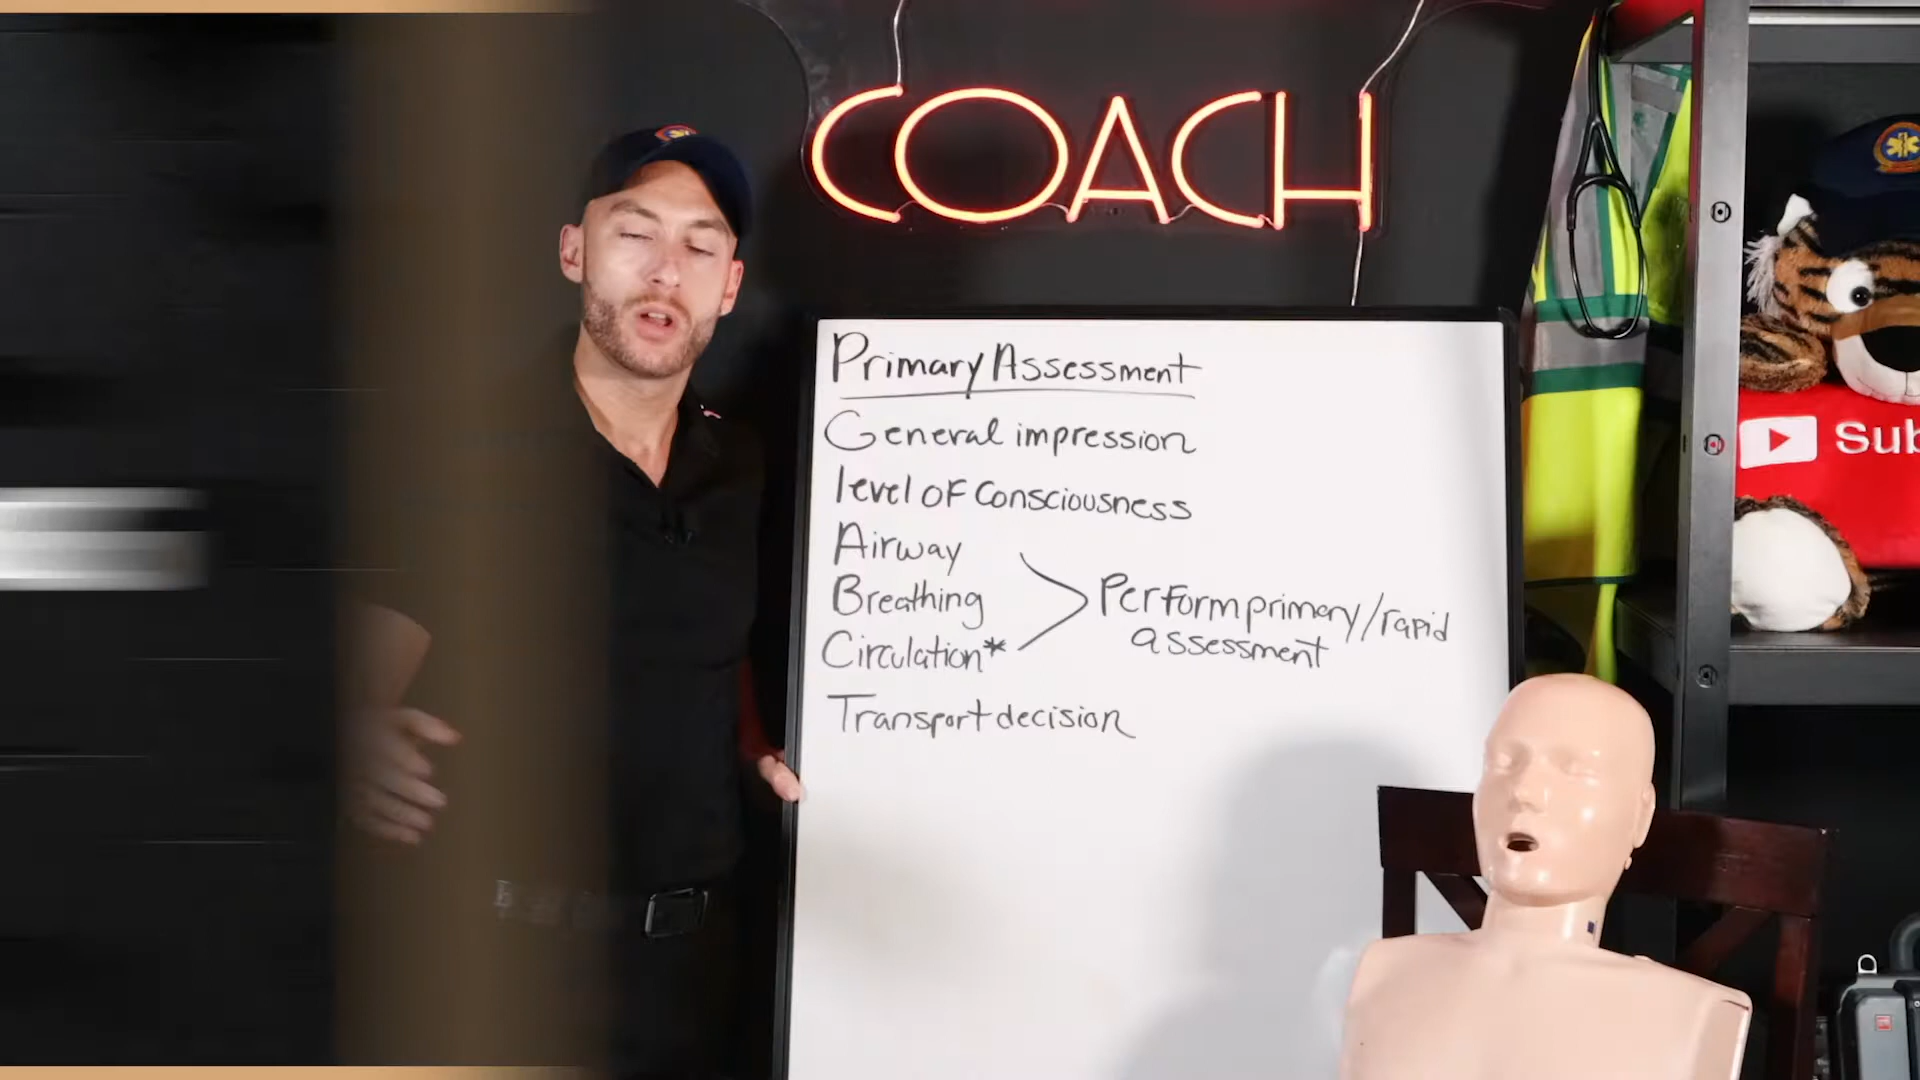 COACH
Primary Assessment
General impression
level of Consciousness
Airway
Breathing
Circulation*
Perform primary/rapid
assessment
Transport decision
Sub